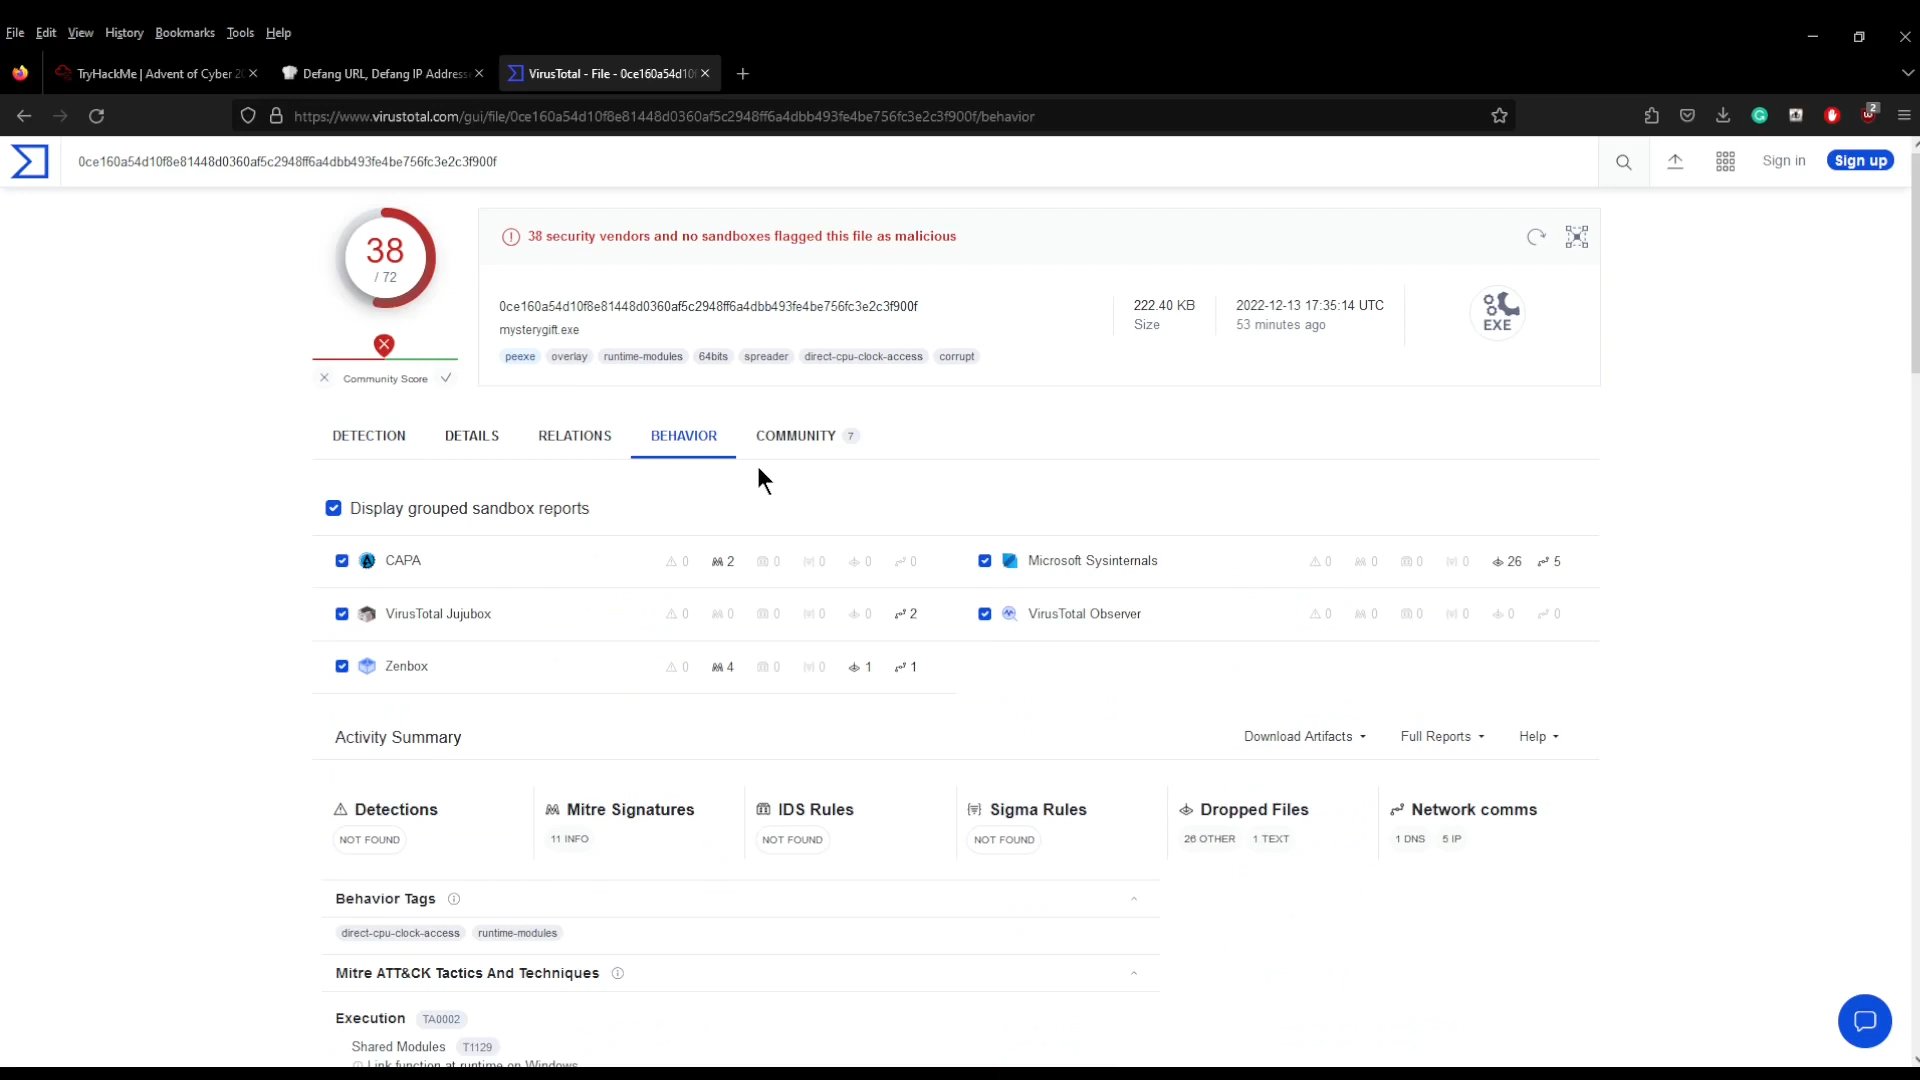 File Edit View History Bookmarks Tools Help
TryHackMe | Advent of Cyber 2
Defang URL, Defang IP Address
VirusTotal - File - 0ce160a54d10f
https://www.virustotal.com/gui/file/0ce160a54d10f8e81448d0360af5c2948ff6a4dbb493fe4be756fc3e2c3f900f/behavior
2
0ce160a54d10f8e81448d0360af5c2948ff6a4dbb493fe4be756fc3e2c3f900f
Sign in
Sign up
38
/ 72
Community Score
38 security vendors and no sandboxes flagged this file as malicious
0ce160a54d10f8e81448d0360af5c2948ff6a4dbb493fe4be756fc3e2c3f900f
mysterygift.exe
peexe overlay runtime-modules 64bits spreader direct-cpu-clock-access corrupt
222.40 KB
Size
2022-12-13 17:35:14 UTC
53 minutes ago
EXE
DETECTION DETAILS RELATIONS BEHAVIOR COMMUNITY 7
Display grouped sandbox reports
CAPA 0 2 0 0 0 0
Microsoft Sysinternals 0 0 0 0 26 5
VirusTotal Jujubox 0 0 0 0 0 2
VirusTotal Observer 0 0 0 0 0 0
Zenbox 0 4 0 0 1 1
Activity Summary
Download Artifacts Full Reports Help
Detections
NOT FOUND
Mitre Signatures
11 INFO
IDS Rules
NOT FOUND
Sigma Rules
NOT FOUND
Dropped Files
26 OTHER 1 TEXT
Network comms
1 DNS 5 IP
Behavior Tags
direct-cpu-clock-access runtime-modules
Mitre ATT&CK Tactics And Techniques
Execution TA0002
Shared Modules T1129
Link function at runtime on Windows